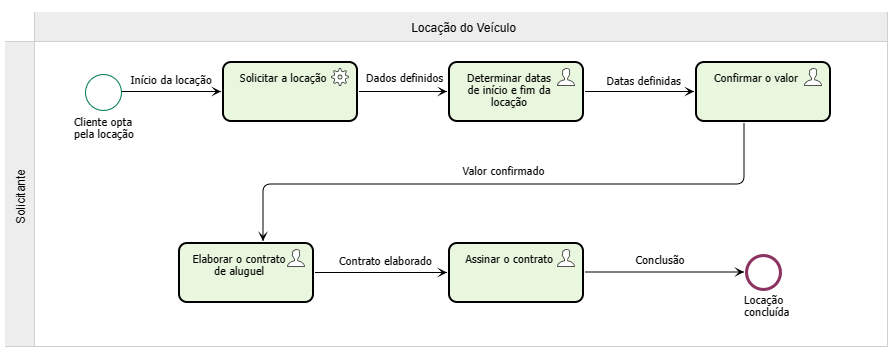 Locação do Veículo
Solicitante
Cliente opta
pela locação
Início da locação
Solicitar a locação
Dados definidos
Determinar datas
de início e fim da
locação
Datas definidas
Confirmar o valor
Valor confirmado
Elaborar o contrato
de aluguel
Contrato elaborado
Assinar o contrato
Conclusão
Locação
concluída